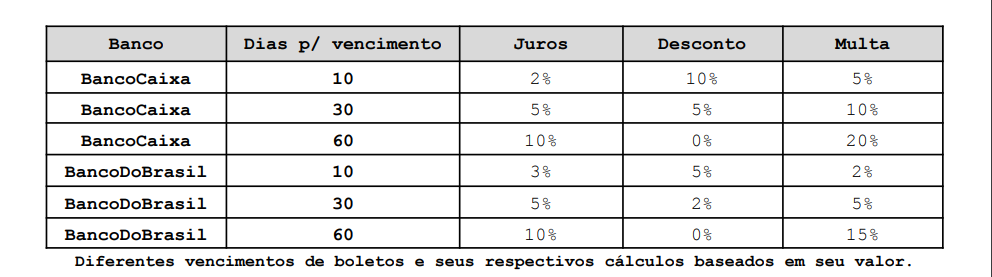 Banco Dias p/ vencimento Juros Desconto Multa
BancoCaixa 10 2% 10% 5%
BancoCaixa 30 5% 5% 10%
BancoCaixa 60 10% 0% 20%
BancoDoBrasil 10 3% 5% 2%
BancoDoBrasil 30 5% 2% 5%
BancoDoBrasil 60 10% 0% 15%
Diferentes vencimentos de boletos e seus respectivos cálculos baseados em seu valor.